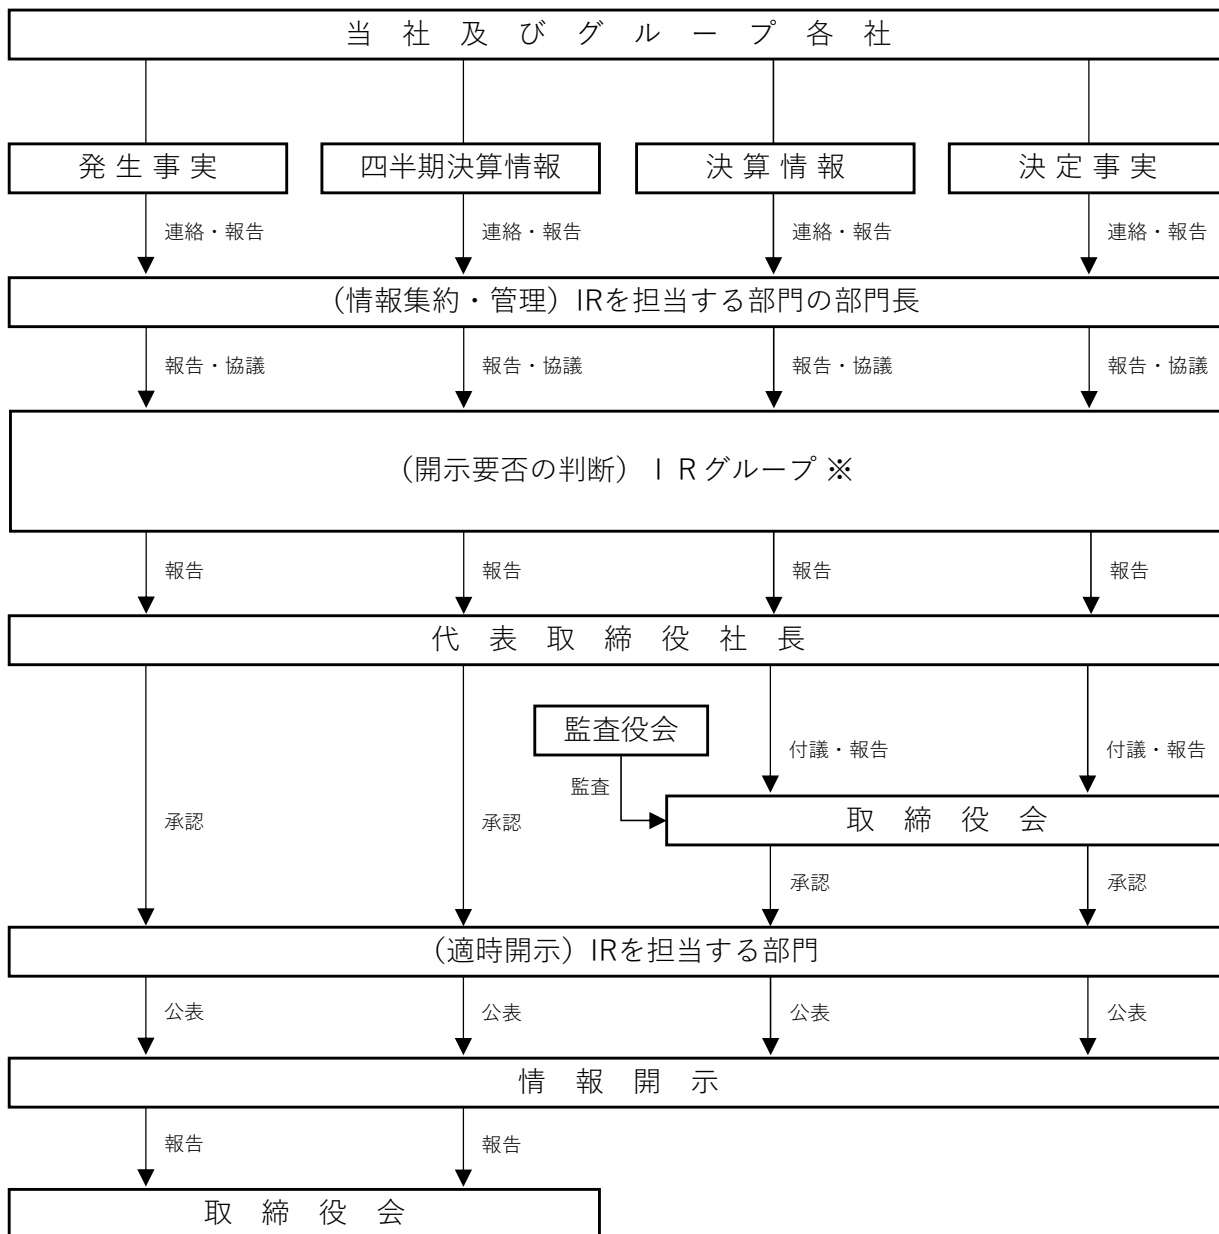 当社及びグループ各社
発生事実 四半期決算情報 決算情報 決定事実
連絡・報告 連絡・報告 連絡・報告 連絡・報告
（情報集約・管理）IRを担当する部門の部門長
報告・協議 報告・協議 報告・協議 報告・協議
（開示要否の判断）ＩＲグループ ※
報告 報告 報告 報告
代表取締役社長
監査役会
付議・報告 付議・報告
監査
取締役会
承認 承認
承認 承認
（適時開示）IRを担当する部門
公表 公表 公表 公表
情報開示
報告 報告
取締役会